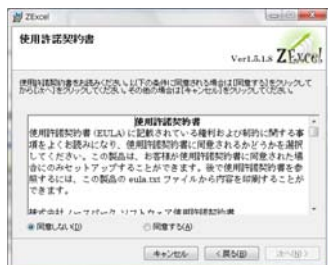 ZExcel
使用許諾契約書
Ver1.5.1.8 ZExcel
使用許諾契約書をお読みください。以下の条件に同意される場合は[同意する]をクリックして
から[次へ]をクリックしてください。その他の場合は[キャンセル]をクリックしてください。
使用許諾契約書
使用許諾契約書 (EULA) に記載されている権利および制約に関する事
項をよくお読みになり、使用許諾契約書に同意されるかどうかを選択
してください。この製品は、お客様が使用許諾契約書に同意された場
合にのみセットアップすることができます。後で使用許諾契約書を参
照するには、この製品の eula.txt ファイルから内容を印刷することが
できます。
株式会社 ノースパーク ソフトウェア使用許諾契約書
同意しない(D)
同意する(A)
キャンセル
< 戻る(B)
次へ(N) >